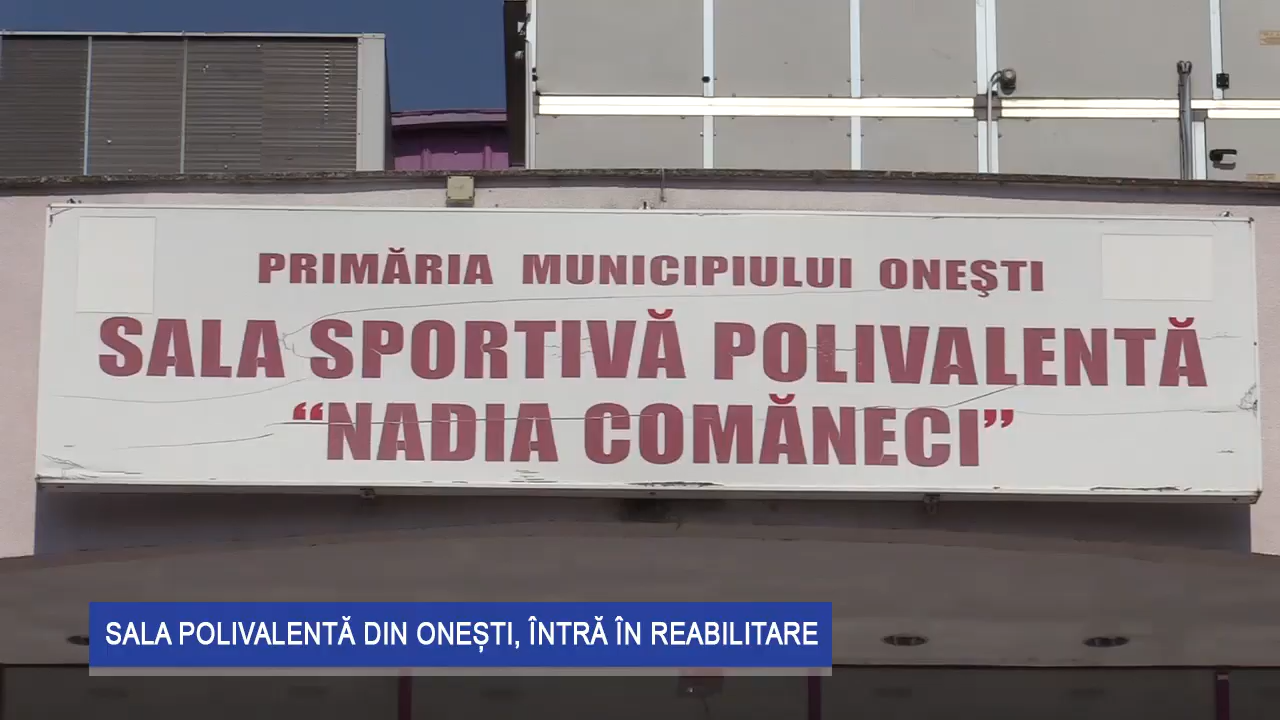 PRIMĂRIA MUNICIPIULUI ONEŞTI
SALA SPORTIVĂ POLIVALENTĂ
“NADIA COMĂNECI”
SALA POLIVALENTĂ DIN ONEȘTI, ÎNTRĂ ÎN REABILITARE